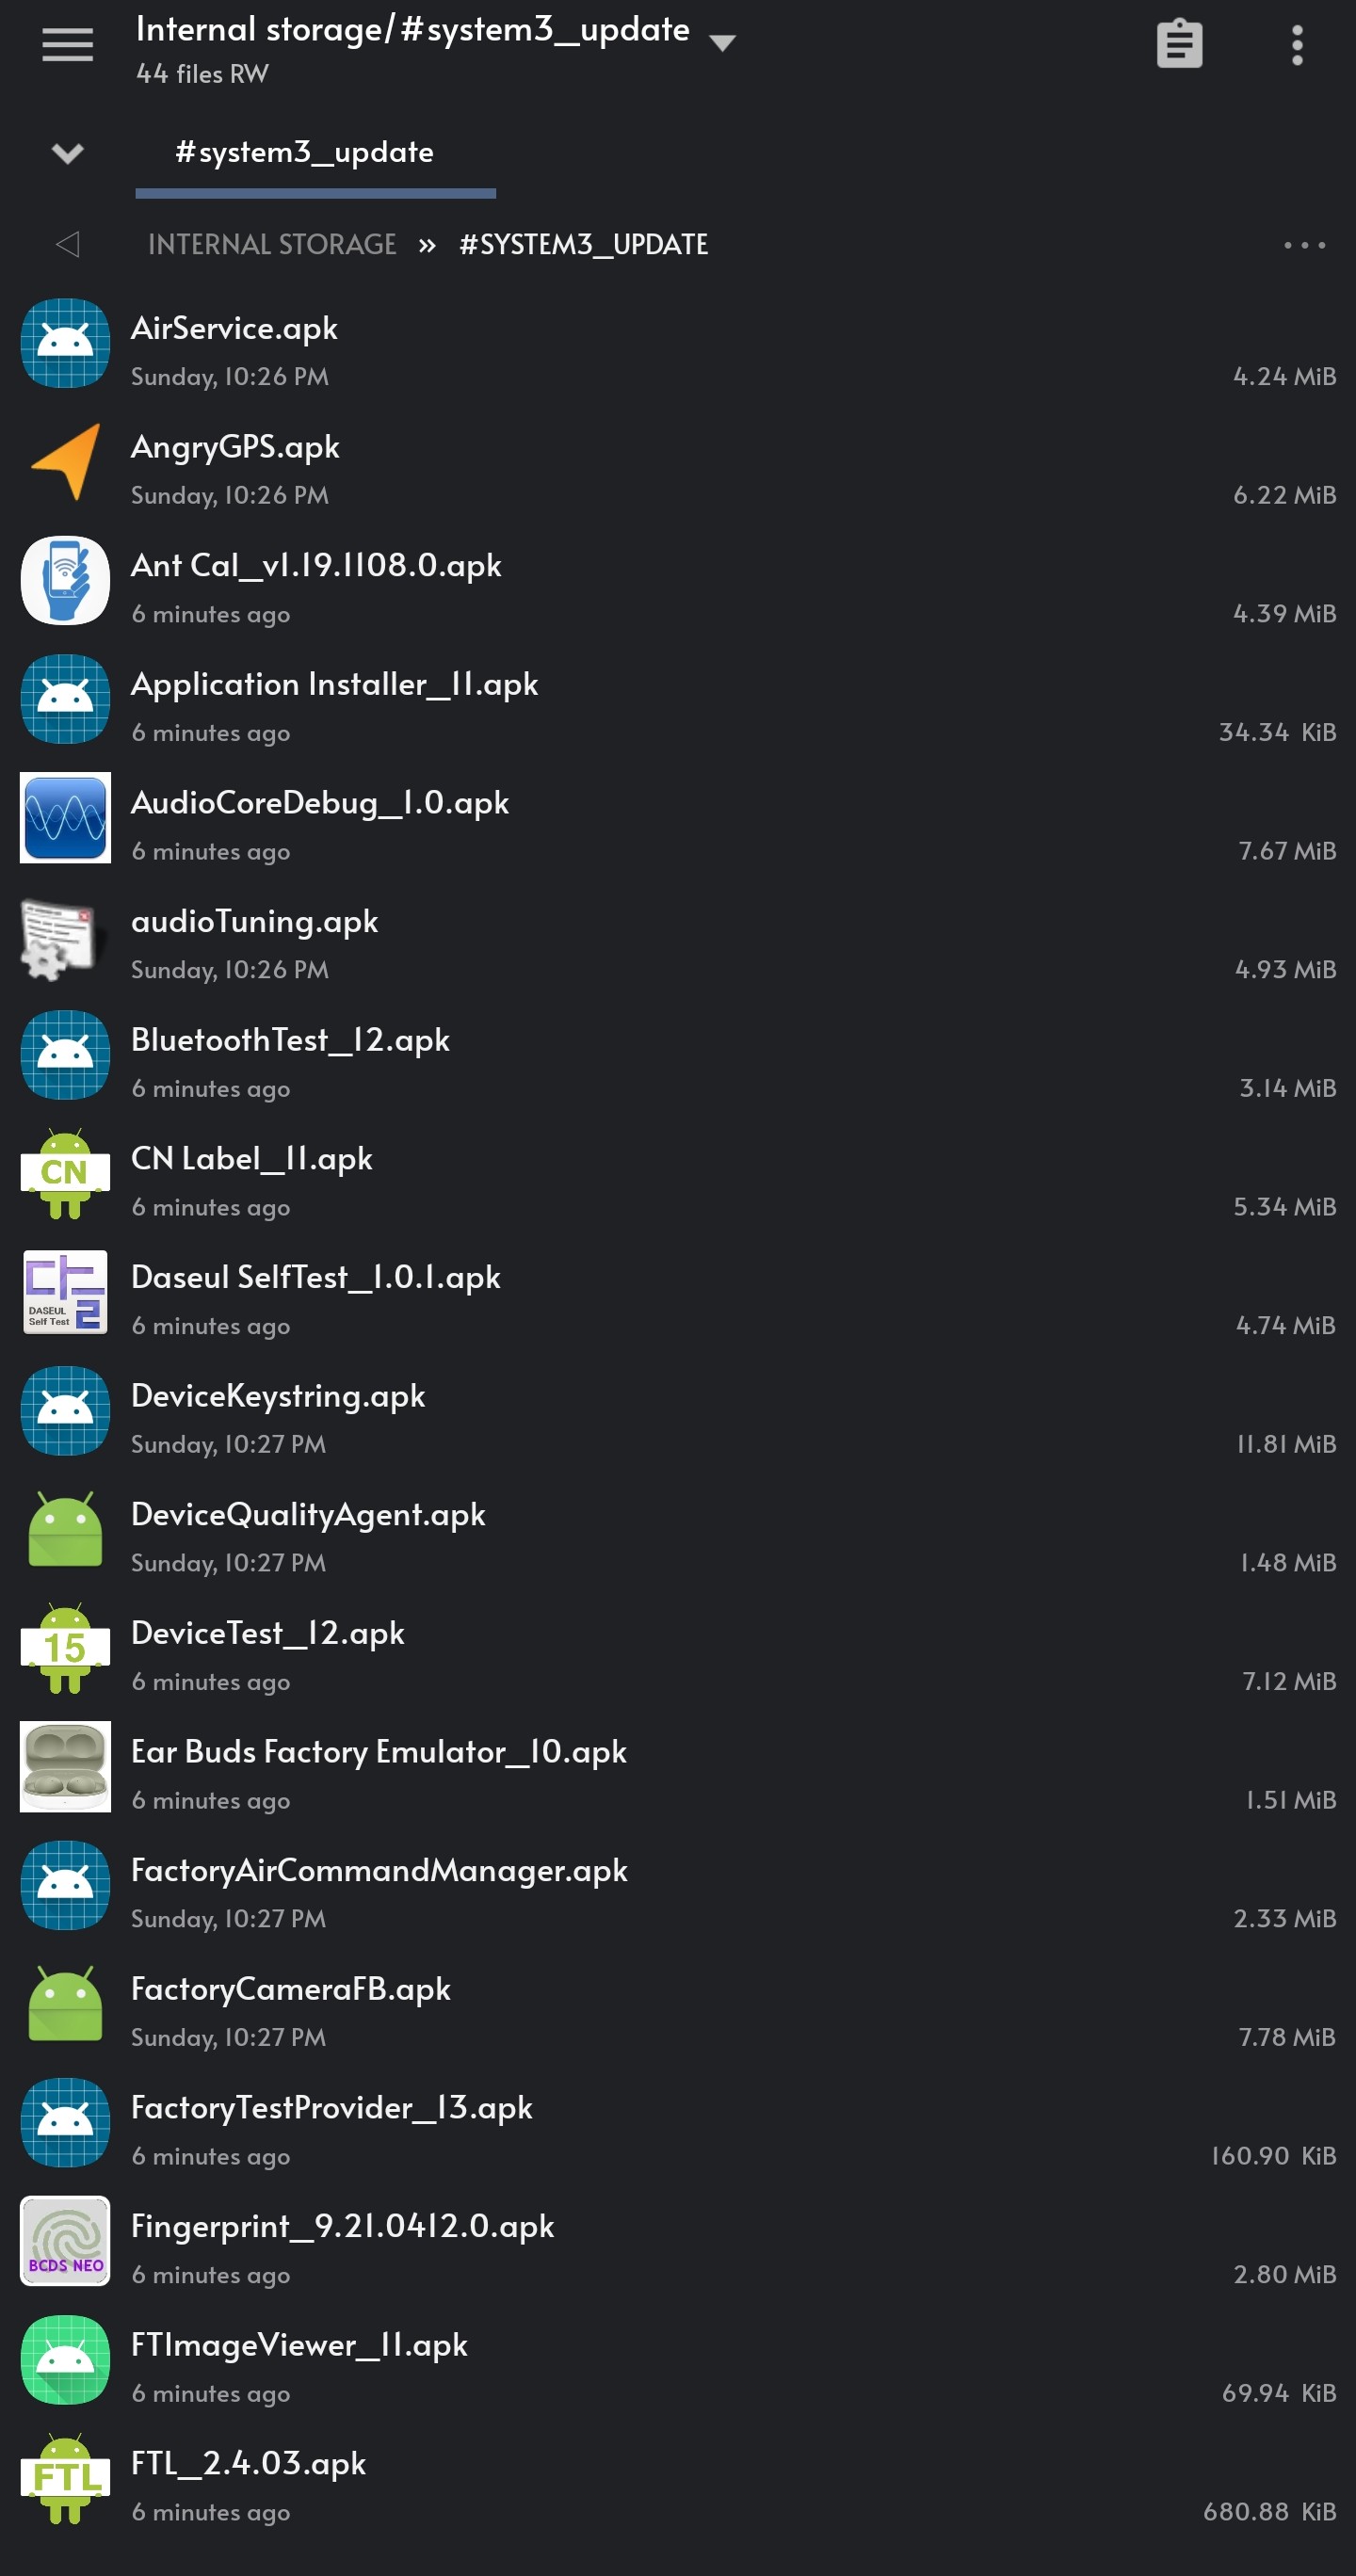 Internal storage/#system3_update
44 files RW
#system3_update
INTERNAL STORAGE » #SYSTEM3_UPDATE
AirService.apk
Sunday, 10:26 PM 4.24 MiB
AngryGPS.apk
Sunday, 10:26 PM 6.22 MiB
Ant Cal_v1.19.1108.0.apk
6 minutes ago 4.39 MiB
Application Installer_11.apk
6 minutes ago 34.34 KiB
AudioCoreDebug_1.0.apk
6 minutes ago 7.67 MiB
audioTuning.apk
Sunday, 10:26 PM 4.93 MiB
BluetoothTest_12.apk
6 minutes ago 3.14 MiB
CN
CN Label_11.apk
6 minutes ago 5.34 MiB
다
2
DASEUL
Self Test
Daseul SelfTest_1.0.1.apk
6 minutes ago 4.74 MiB
DeviceKeystring.apk
Sunday, 10:27 PM 11.81 MiB
DeviceQualityAgent.apk
Sunday, 10:27 PM 1.48 MiB
15
DeviceTest_12.apk
6 minutes ago 7.12 MiB
Ear Buds Factory Emulator_10.apk
6 minutes ago 1.51 MiB
FactoryAirCommandManager.apk
Sunday, 10:27 PM 2.33 MiB
FactoryCameraFB.apk
Sunday, 10:27 PM 7.78 MiB
FactoryTestProvider_13.apk
6 minutes ago 160.90 KiB
BCDS NEO
Fingerprint_9.21.0412.0.apk
6 minutes ago 2.80 MiB
FTImageViewer_11.apk
6 minutes ago 69.94 KiB
FTL
FTL_2.4.03.apk
6 minutes ago 680.88 KiB